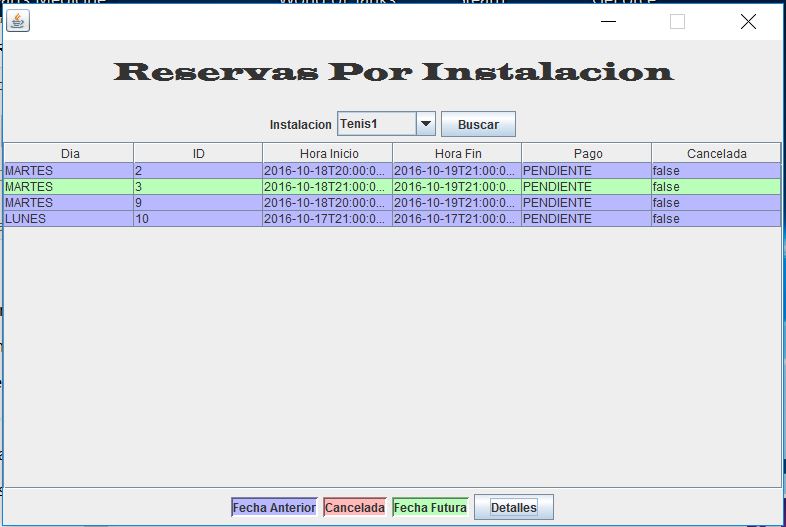 Reservas Por Instalacion
Instalacion Tenis1 Buscar
Dia ID Hora Inicio Hora Fin Pago Cancelada
MARTES 2 2016-10-18T20:00:0... 2016-10-19T21:00:0... PENDIENTE false
MARTES 3 2016-10-18T20:00:0... 2016-10-19T21:00:0... PENDIENTE false
MARTES 9 2016-10-18T20:00:0... 2016-10-19T21:00:0... PENDIENTE false
LUNES 10 2016-10-17T21:00:0... 2016-10-17T21:00:0... PENDIENTE false
Fecha Anterior Cancelada Fecha Futura Detalles